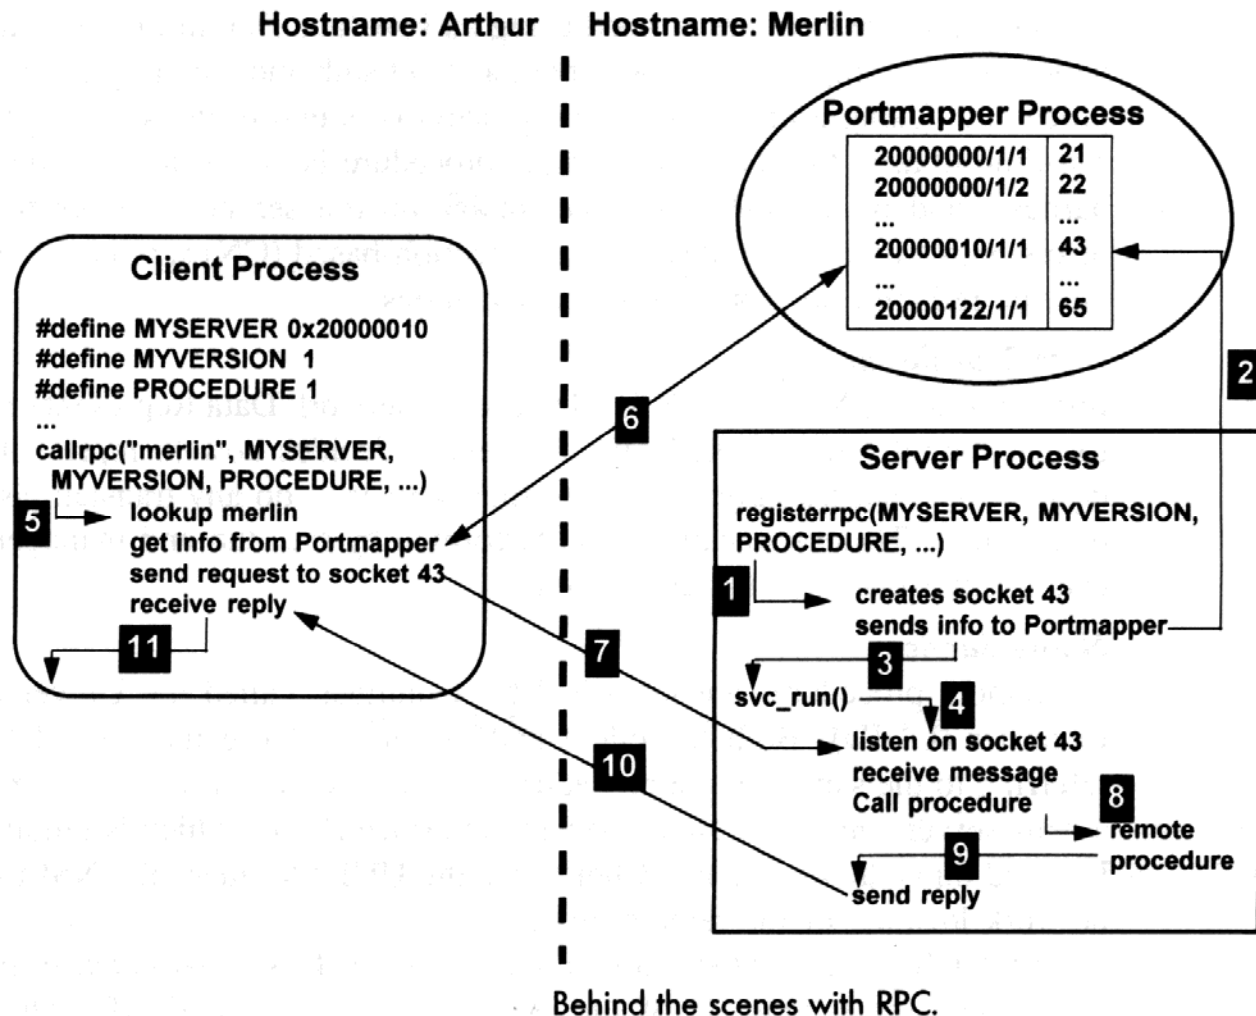 Hostname: Arthur
Hostname: Merlin
Portmapper Process
20000000/1/1 21
20000000/1/2 22
... ...
20000010/1/1 43
... ...
20000122/1/1 65
Client Process
#define MYSERVER 0x20000010
#define MYVERSION 1
#define PROCEDURE 1
...
callrpc("merlin", MYSERVER,
MYVERSION, PROCEDURE, ...)
5
lookup merlin
get info from Portmapper
send request to socket 43
receive reply
11
6
7
10
2
Server Process
registerrpc(MYSERVER, MYVERSION,
PROCEDURE, ...)
1
creates socket 43
sends info to Portmapper
3
svc_run()
4
listen on socket 43
receive message
Call procedure
8
remote
procedure
9
send reply
Behind the scenes with RPC.